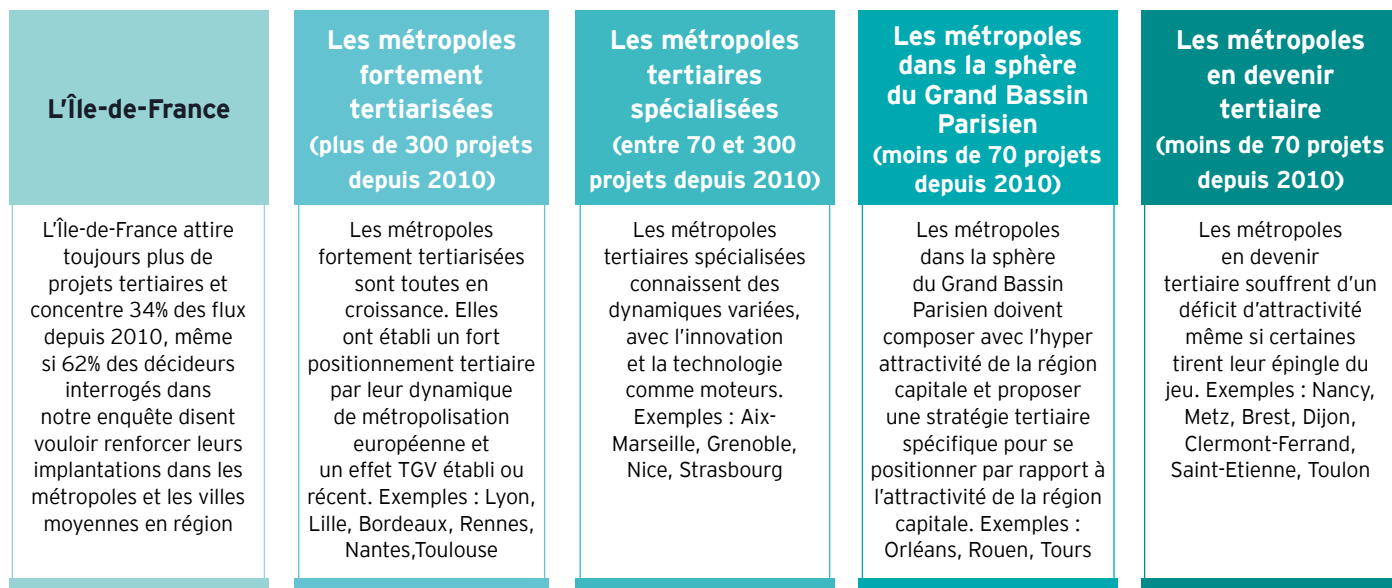 L'Île-de-France
L'Île-de-France attire
toujours plus de
projets tertiaires et
concentre 34% des flux
depuis 2010, même
si 62% des décideurs
interrogés dans
notre enquête disent
vouloir renforcer leurs
implantations dans les
métropoles et les villes
moyennes en région
Les métropoles
fortement
tertiarisées
(plus de 300 projets
depuis 2010)
Les métropoles
fortement tertiarisées
sont toutes en
croissance. Elles
ont établi un fort
positionnement tertiaire
par leur dynamique
de métropolisation
européenne et
un effet TGV établi ou
récent. Exemples : Lyon,
Lille, Bordeaux, Rennes,
Nantes,Toulouse
Les métropoles
tertiaires
spécialisées
(entre 70 et 300
projets depuis 2010)
Les métropoles
tertiaires spécialisées
connaissent des
dynamiques variées,
avec l'innovation
et la technologie
comme moteurs.
Exemples : Aix-
Marseille, Grenoble,
Nice, Strasbourg
Les métropoles
dans la sphère
du Grand Bassin
Parisien
(moins de 70 projets
depuis 2010)
Les métropoles
dans la sphère
du Grand Bassin
Parisien doivent
composer avec l'hyper
attractivité de la région
capitale et proposer
une stratégie tertiaire
spécifique pour se
positionner par rapport à
l'attractivité de la région
capitale. Exemples :
Orléans, Rouen, Tours
Les métropoles
en devenir
tertiaire
(moins de 70 projets
depuis 2010)
Les métropoles
en devenir
tertiaire souffrent d'un
déficit d'attractivité
même si certaines
tirent leur épingle du
jeu. Exemples : Nancy,
Metz, Brest, Dijon,
Clermont-Ferrand,
Saint-Etienne, Toulon